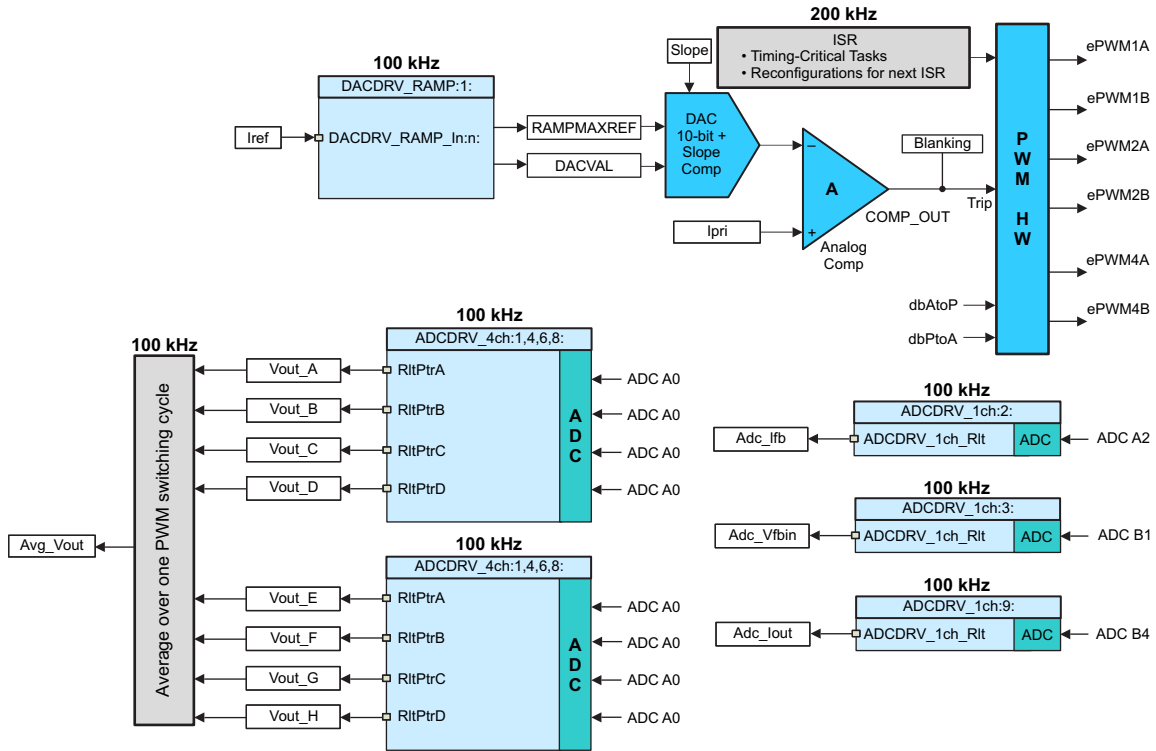 200 kHz
ISR
• Timing-Critical Tasks
• Reconfigurations for next ISR
100 kHz
DACDRV_RAMP:1:
DACDRV_RAMP_In:n:
Iref
RAMPMAXREF
DACVAL
Slope
DAC
10-bit +
Slope
Comp
Ipri
−
+
A
Analog
Comp
COMP_OUT
Blanking
Trip
PWM HW
dbAtoP
dbPtoA
ePWM1A
ePWM1B
ePWM2A
ePWM2B
ePWM4A
ePWM4B
100 kHz
Average over one PWM switching cycle
Avg_Vout
100 kHz
ADCDRV_4ch:1,4,6,8:
Vout_A
RltPtrA
ADC A0
Vout_B
RltPtrB
ADC A0
Vout_C
RltPtrC
ADC A0
Vout_D
RltPtrD
ADC A0
ADC
100 kHz
ADCDRV_4ch:1,4,6,8:
Vout_E
RltPtrA
ADC A0
Vout_F
RltPtrB
ADC A0
Vout_G
RltPtrC
ADC A0
Vout_H
RltPtrD
ADC A0
ADC
100 kHz
ADCDRV_1ch:2:
Adc_Ifb
ADCDRV_1ch_Rlt
ADC
ADC A2
100 kHz
ADCDRV_1ch:3:
Adc_Vfbin
ADCDRV_1ch_Rlt
ADC
ADC B1
100 kHz
ADCDRV_1ch:9:
Adc_Iout
ADCDRV_1ch_Rlt
ADC
ADC B4